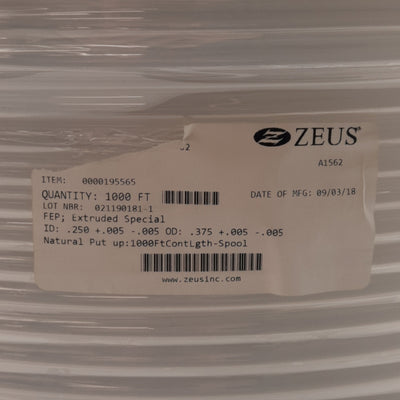 ZEUS®
A1562
ITEM: 0000195565
QUANTITY: 1000 FT
DATE OF MFG: 09/03/18
LOT NBR: 021190181-1
FEP; Extruded Special
ID: .250 +.005 -.005 OD: .375 +.005 -.005
Natural Put up:1000FtContLgth-Spool
www.zeusinc.com